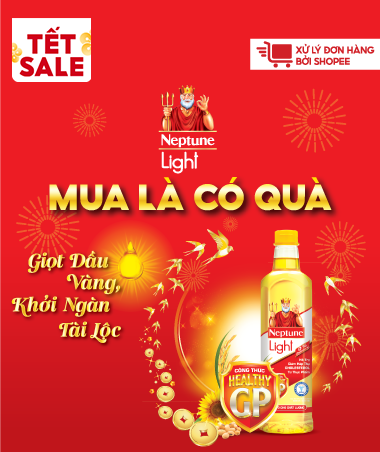 TẾT
SALE
XỬ LÝ ĐƠN HÀNG
BỞI SHOPEE
Neptune
Light
MUA LÀ CÓ QUÀ
Giọt Dầu
Vàng,
Khởi Ngàn
Tài Lộc
Neptune
Light
CÔNG THỨC
HEALTHY
GP